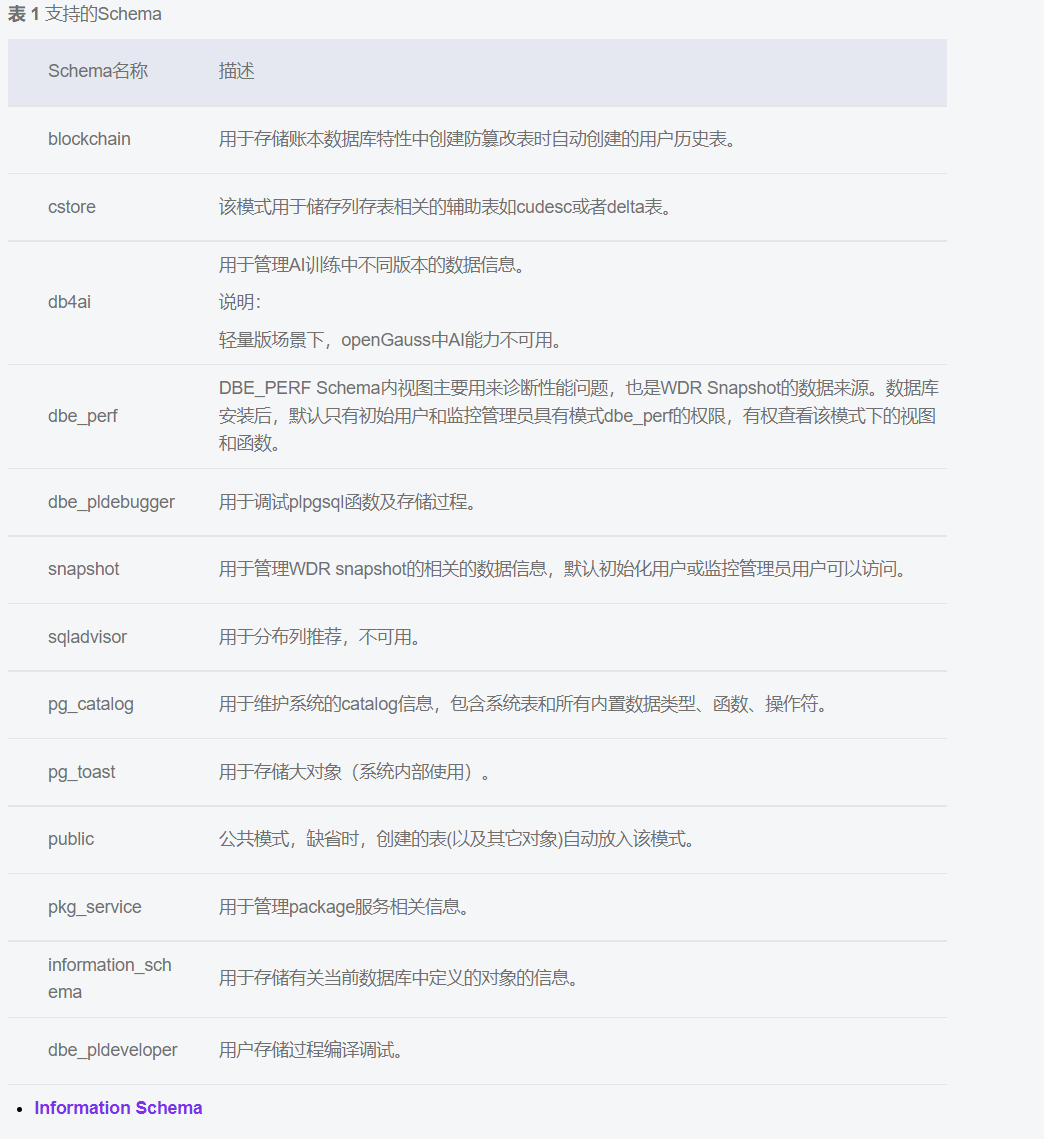 表 1 支持的Schema
Schema名称 描述
blockchain 用于存储账本数据库特性中创建防篡改表时自动创建的用户历史表。
cstore 该模式用于储存列存表相关的辅助表如cudesc或者delta表。
用于管理AI训练中不同版本的数据信息。
db4ai 说明：
轻量版场景下，openGauss中AI能力不可用。
DBE_PERF Schema内视图主要用来诊断性能问题，也是WDR Snapshot的数据来源。数据库
dbe_perf 安装后，默认只有初始用户和监控管理员具有模式dbe_perf的权限，有权查看该模式下的视图
和函数。
dbe_pldebugger 用于调试plpgsql函数及存储过程。
snapshot 用于管理WDR snapshot的相关的数据信息，默认初始化用户或监控管理员用户可以访问。
sqladvisor 用于分布列推荐，不可用。
pg_catalog 用于维护系统的catalog信息，包含系统表和所有内置数据类型、函数、操作符。
pg_toast 用于存储大对象（系统内部使用）。
public 公共模式，缺省时，创建的表(以及其它对象)自动放入该模式。
pkg_service 用于管理package服务相关信息。
information_sch
ema 用于存储有关当前数据库中定义的对象的信息。
dbe_pldeveloper 用户存储过程编译调试。
• Information Schema